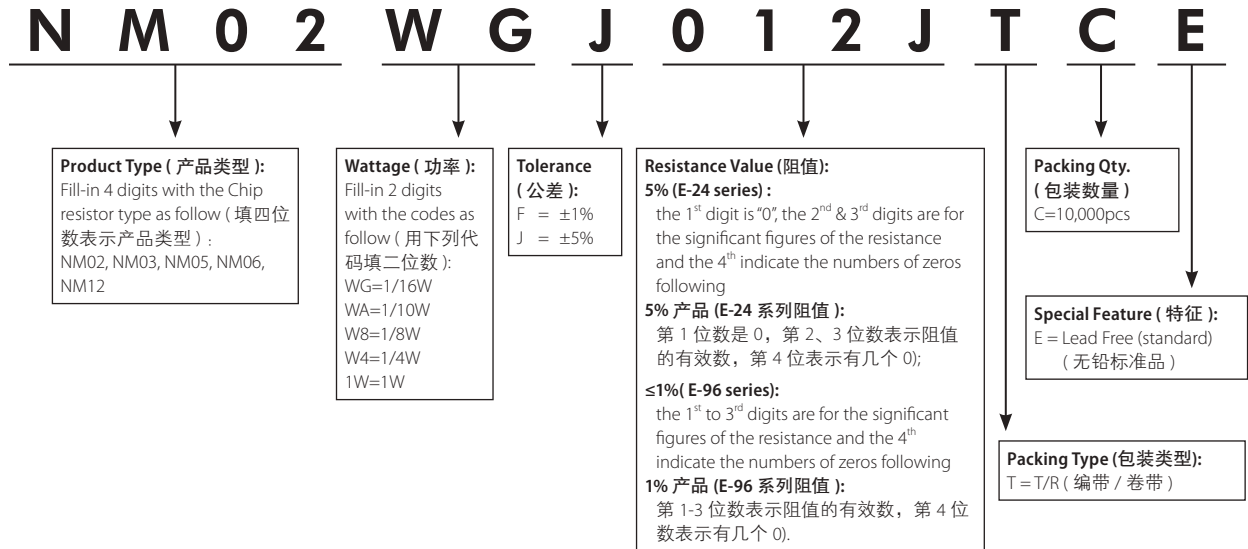 N M 0 2 W G J 0 1 2 J T C E
Product Type ( 产品类型 ):
Fill-in 4 digits with the Chip
resistor type as follow ( 填四位
数表示产品类型 ) :
NM02, NM03, NM05, NM06,
NM12
Wattage ( 功率 ):
Fill-in 2 digits
with the codes as
follow ( 用下列代
码填二位数 ):
WG=1/16W
WA=1/10W
W8=1/8W
W4=1/4W
1W=1W
Tolerance
( 公差 ):
F = ±1%
J = ±5%
Resistance Value (阻值):
5% (E-24 series) :
the 1st digit is "0", the 2nd & 3rd digits are for
the significant figures of the resistance
and the 4th indicate the numbers of zeros
following
5% 产品 (E-24 系列阻值 ):
第 1 位数是 0，第 2、3 位数表示阻值
的有效数，第 4 位表示有几个 0);
≤1%( E-96 series):
the 1st to 3rd digits are for the significant
figures of the resistance and the 4th
indicate the numbers of zeros following
1% 产品 (E-96 系列阻值 ):
第 1-3 位数表示阻值的有效数，第 4 位
数表示有几个 0).
Packing Qty.
( 包装数量 )
C=10,000pcs
Special Feature ( 特征 ):
E = Lead Free (standard)
( 无铅标准品 )
Packing Type (包装类型):
T = T/R ( 编带 / 卷带 )